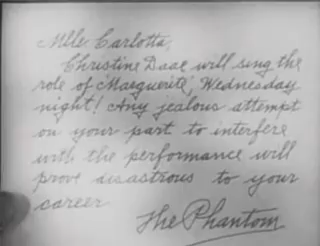 Mlle. Carlotta,
Christine Daae will sing the
role of 'Marguerite', Wednesday
night! Any jealous attempt
on your part to interfere
with the performance will
prove disastrous to your
career
The Phantom